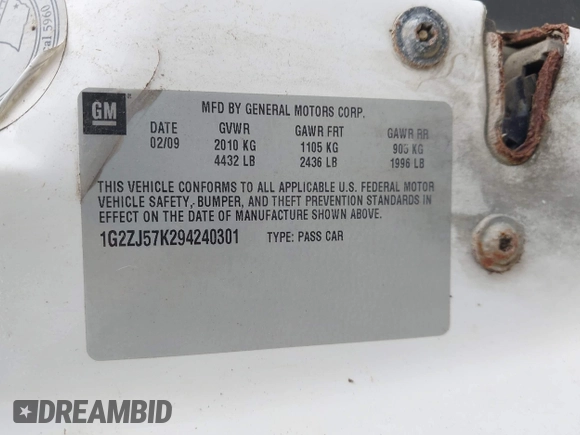 al 5960
GM
MFD BY GENERAL MOTORS CORP.
DATE GVWR GAWR FRT GAWR RR
02/09 2010 KG 1105 KG 905 KG
4432 LB 2436 LB 1996 LB
THIS VEHICLE CONFORMS TO ALL APPLICABLE U.S. FEDERAL MOTOR
VEHICLE SAFETY, BUMPER, AND THEFT PREVENTION STANDARDS IN
EFFECT ON THE DATE OF MANUFACTURE SHOWN ABOVE.
1G2ZJ57K294240301 TYPE: PASS CAR
DREAMBID